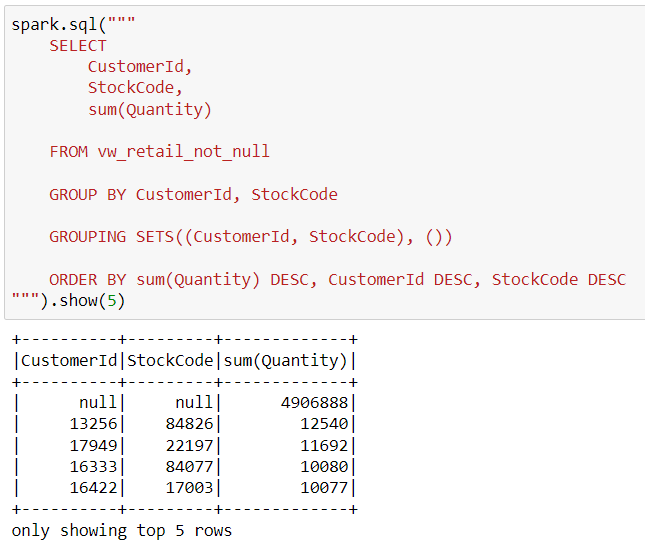 spark.sql("""
    SELECT
        CustomerId,
        StockCode,
        sum(Quantity)
    FROM vw_retail_not_null
    GROUP BY CustomerId, StockCode
    GROUPING SETS((CustomerId, StockCode), ())
    ORDER BY sum(Quantity) DESC, CustomerId DESC, StockCode DESC
""").show(5)
+----------+---------+-------------+
|CustomerId|StockCode|sum(Quantity)|
+----------+---------+-------------+
|      null|     null|      4906888|
|     13256|    84826|        12540|
|     17949|    22197|        11692|
|     16333|    84077|        10080|
|     16422|    17003|        10077|
+----------+---------+-------------+
only showing top 5 rows